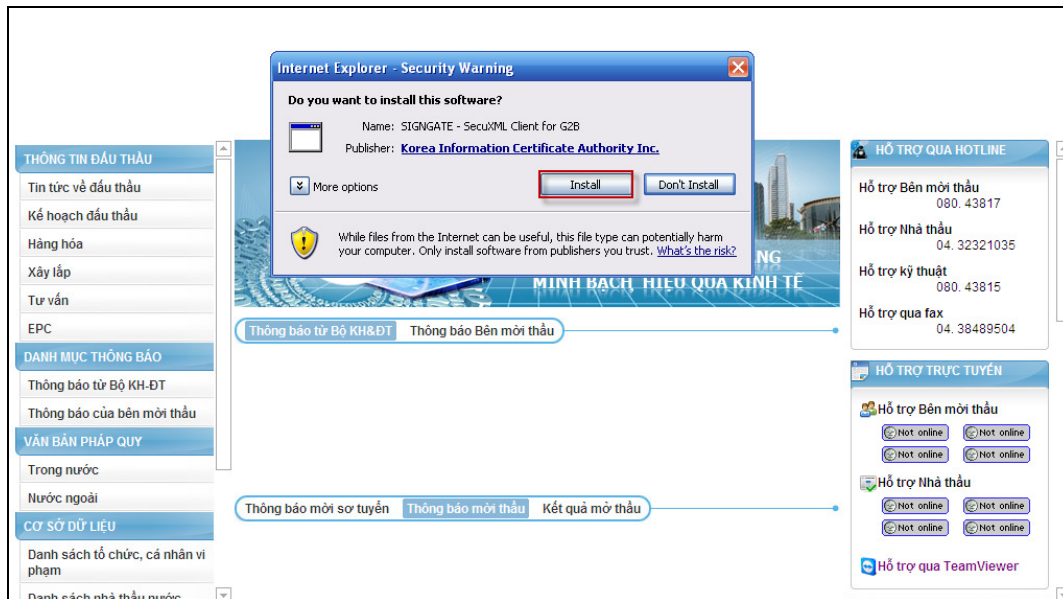 Internet Explorer - Security Warning
Do you want to install this software?
Name: SIGNGATE - SecuXML Client for G2B
Publisher: Korea Information Certificate Authority Inc.
More options
Install
Don't Install
While files from the Internet can be useful, this file type can potentially harm
your computer. Only install software from publishers you trust. What's the risk?
THÔNG TIN ĐẤU THẦU
Tin tức về đấu thầu
Kế hoạch đấu thầu
Hàng hóa
Xây lắp
Tư vấn
EPC
DANH MỤC THÔNG BÁO
Thông báo từ Bộ KH-ĐT
Thông báo của bên mời thầu
VĂN BẢN PHÁP QUY
Trong nước
Nước ngoài
CƠ SỞ DỮ LIỆU
Danh sách tổ chức, cá nhân vi
phạm
Danh sách nhà thầu nước
NG
MINH BẠCH, HIỆU QUẢ KINH TẾ
Thông báo từ Bộ KH&ĐT Thông báo Bên mời thầu
Thông báo mời sơ tuyển Thông báo mời thầu Kết quả mở thầu
HỖ TRỢ QUA HOTLINE
Hỗ trợ Bên mời thầu
080. 43817
Hỗ trợ Nhà thầu
04. 32321035
Hỗ trợ kỹ thuật
080. 43815
Hỗ trợ qua fax
04. 38489504
HỖ TRỢ TRỰC TUYẾN
Hỗ trợ Bên mời thầu
Not online Not online
Not online Not online
Hỗ trợ Nhà thầu
Not online Not online
Not online Not online
Hỗ trợ qua TeamViewer